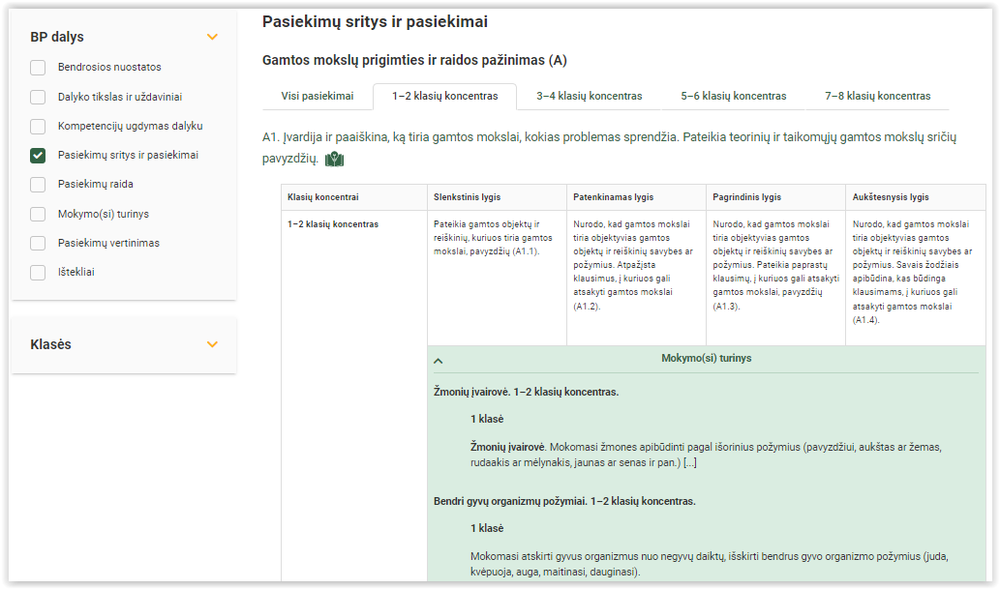 BP dalys
Bendrosios nuostatos
Dalyko tikslas ir uždaviniai
Kompetencijų ugdymas dalyku
Pasiekimų sritys ir pasiekimai
Pasiekimų raida
Mokymo(si) turinys
Pasiekimų vertinimas
Ištekliai
Klasės
Pasiekimų sritys ir pasiekimai
Gamtos mokslų prigimties ir raidos pažinimas (A)
Visi pasiekimai
1–2 klasių koncentras
3–4 klasių koncentras
5–6 klasių koncentras
7–8 klasių koncentras
A1. Įvardija ir paaiškina, ką tiria gamtos mokslai, kokias problemas sprendžia. Pateikia teorinių ir taikomųjų gamtos mokslų sričių
pavyzdžių.
Klasių koncentrai
Slenkstinis lygis
Patenkinamas lygis
Pagrindinis lygis
Aukštesnysis lygis
1–2 klasių koncentras
Pateikia gamtos objektų ir
reiškinių, kuriuos tiria gamtos
mokslai, pavyzdžių (A1.1).
Nurodo, kad gamtos mokslai
tiria objektyvias gamtos
objektų ir reiškinių savybes ar
požymius. Atpažįsta
klausimus, į kuriuos gali
atsakyti gamtos mokslai
(A1.2).
Nurodo, kad gamtos mokslai
tiria objektyvias gamtos
objektų ir reiškinių savybes ar
požymius. Pateikia paprastų
klausimų, į kuriuos gali atsakyti
gamtos mokslai, pavyzdžių
(A1.3).
Nurodo, kad gamtos mokslai
tiria objektyvias gamtos
objektų ir reiškinių savybes ar
požymius. Savais žodžiais
apibūdina, kas būdinga
klausimams, į kuriuos gali
atsakyti gamtos mokslai
(A1.4).
Mokymo(si) turinys
Žmonių įvairovė. 1–2 klasių koncentras.
1 klasė
Žmonių įvairovė. Mokomasi žmones apibūdinti pagal išorinius požymius (pavyzdžiui, aukštas ar žemas,
rudaakis ar mėlynakis, jaunas ar senas ir pan.) [...]
Bendri gyvų organizmų požymiai. 1–2 klasių koncentras.
1 klasė
Mokomasi atskirti gyvus organizmus nuo negyvų daiktų, išskirti bendrus gyvo organizmo požymius (juda,
kvėpuoja, auga, maitinasi, dauginasi).